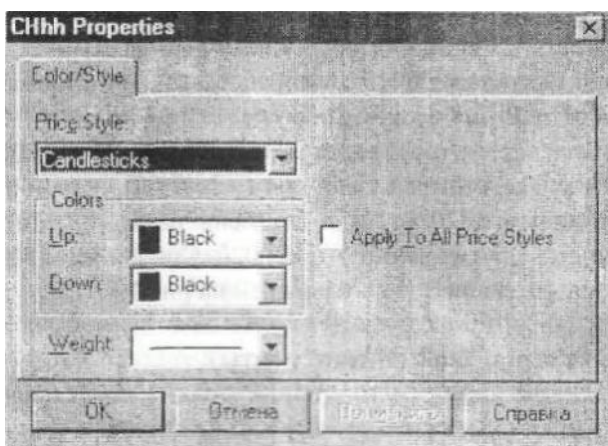 CHhh Properties
Color/Style
Price Style:
Candlesticks
Colors
Up: Black
Apply To All Price Styles
Down: Black
Weight:
OK Отмена Применить Справка